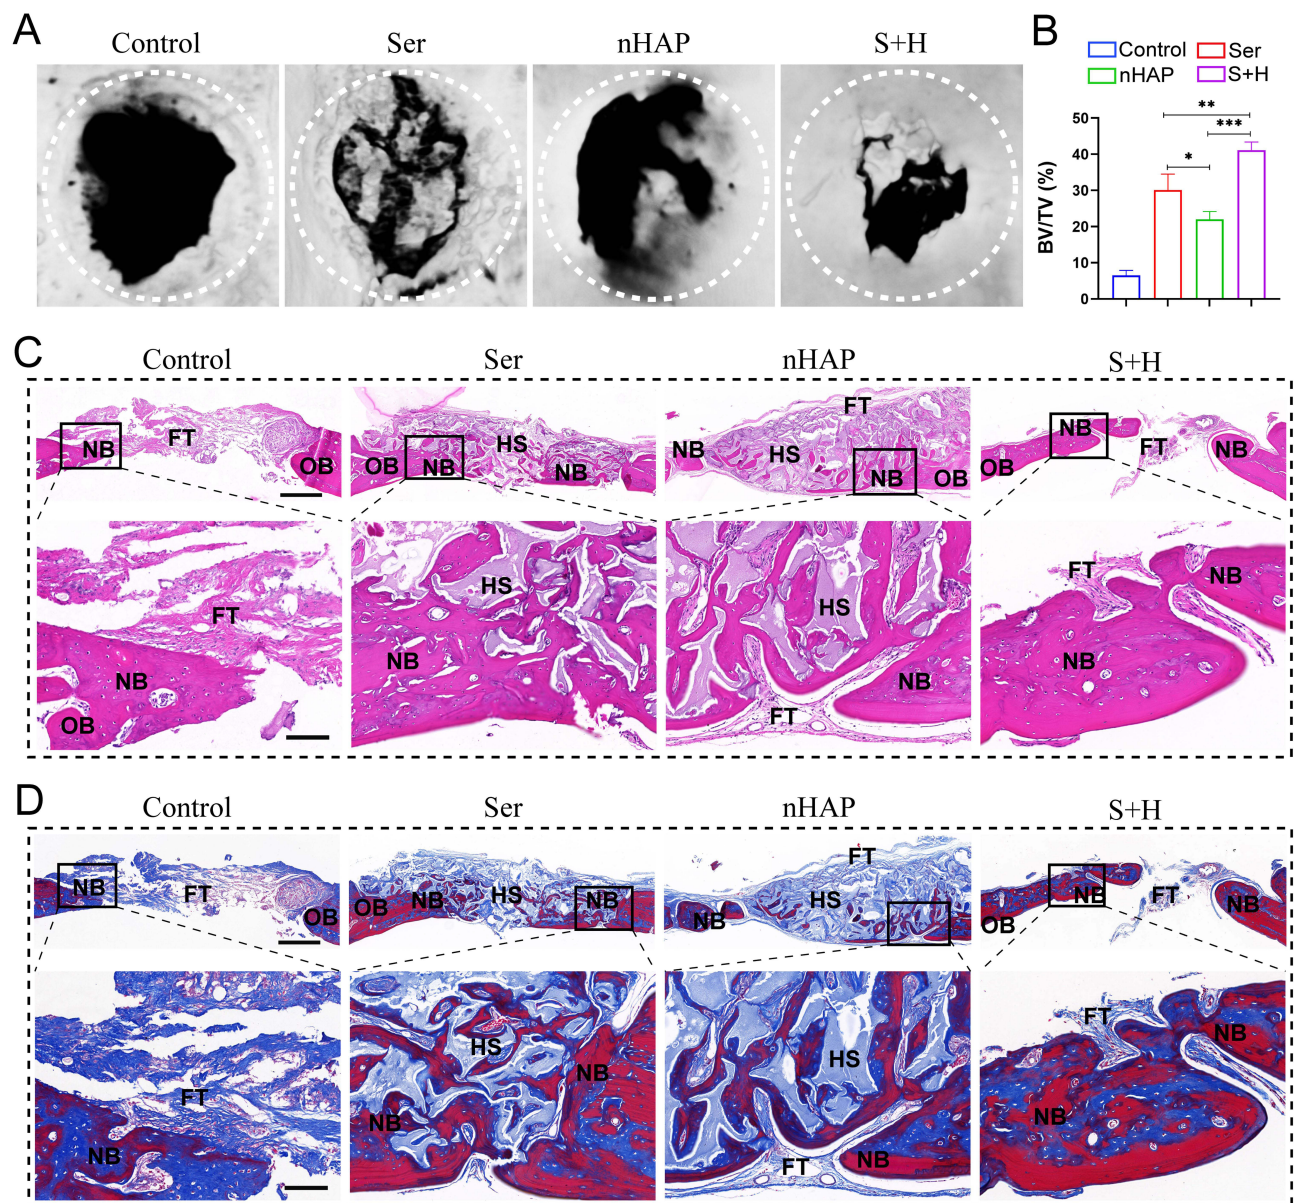 A
Control Ser nHAP S+H
B
Control Ser
nHAP S+H
BV/TV (%)
50
40
30
20
10
0
**
***
*
C
Control Ser nHAP S+H
NB FT OB
OB NB HS NB
NB HS FT NB OB
OB NB FT NB
FT NB OB
HS NB
HS NB FT
FT NB NB
D
Control Ser nHAP S+H
NB FT OB
OB NB HS NB
NB HS FT
OB NB FT NB
FT NB
HS NB NB
HS FT NB
FT NB NB